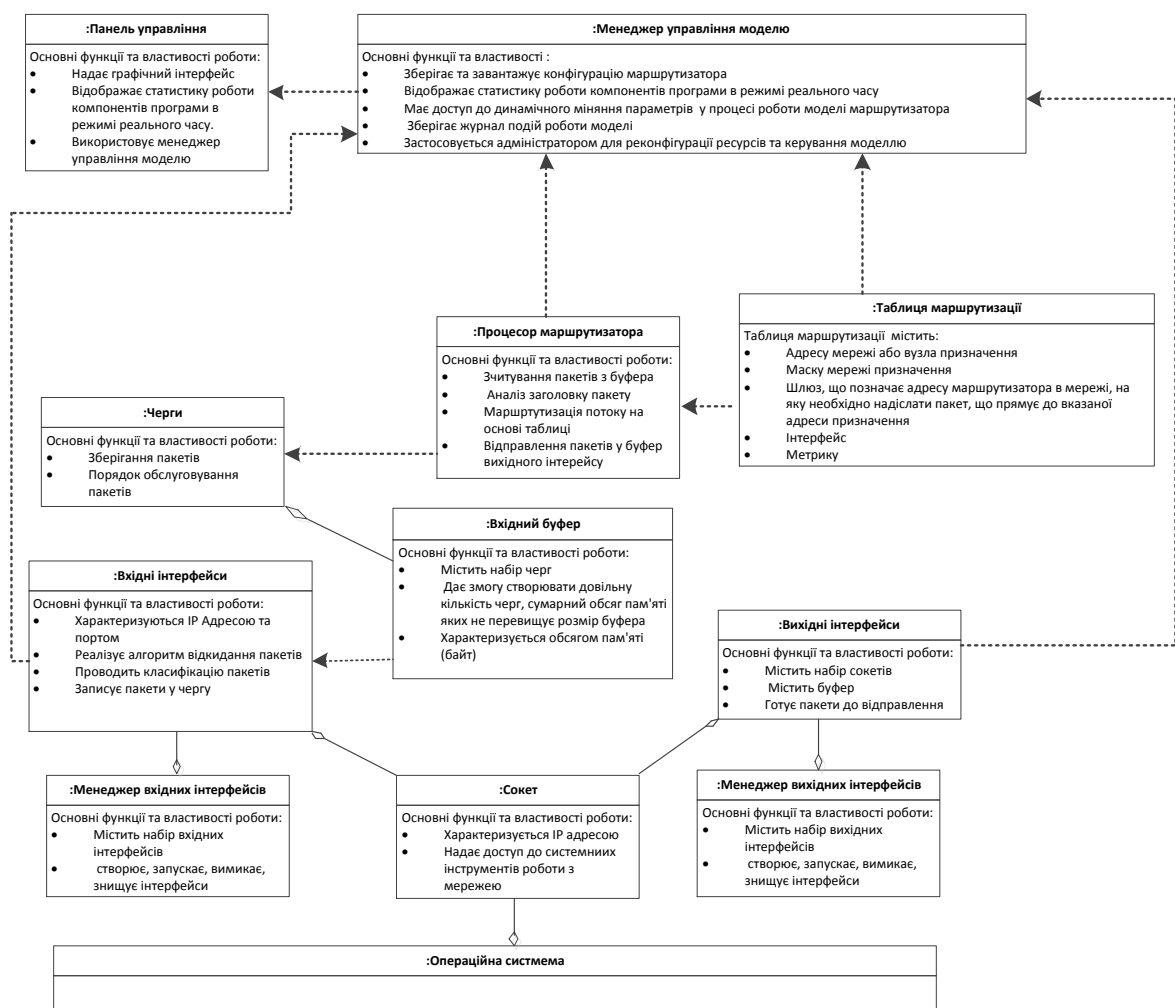 :Панель управління
Основні функції та властивості роботи:
• Надає графічний інтерфейс
• Відображає статистику роботи
компонентів програми в
режимі реального часу.
• Використовує менеджер
управління моделю
:Менеджер управління моделю
Основні функції та властивості :
• Зберігає та завантажує конфігурацію маршрутизатора
• Відображає статистику роботи компонентів програми в режимі реального часу
• Має доступ до динамічного міняння параметрів у процесі роботи моделі маршрутизатора
• Зберігає журнал подій роботи моделі
• Застосовується адміністратором для реконфігурації ресурсів та керування моделлю
:Процесор маршрутизатора
Основні функції та властивості роботи:
• Зчитування пакетів з буфера
• Аналіз заголовку пакету
• Маршртутизація потоку на
основі таблиці
• Відправлення пакетів у буфер
вихідного інтерейсу
:Таблиця маршрутизації
Таблиця маршрутизації містить:
• Адресу мережі або вузла призначення
• Маску мережі призначення
• Шлюз, що позначає адресу маршрутизатора в мережі, на
яку необхідно надіслати пакет, що прямує до вказаної
адреси призначення
• Інтерфейс
• Метрику
:Черги
Основні функції та властивості роботи:
• Зберігання пакетів
• Порядок обслуговування
пакетів
:Вхідний буфер
Основні функції та властивості роботи:
• Містить набір черг
• Дає змогу створювати довільну
кількість черг, сумарний обсяг пам'яті
яких не перевищує розмір буфера
• Характеризується обсягом пам'яті
(байт)
:Вхідні інтерфейси
Основні функції та властивості роботи:
• Характеризуються IP Адресою та
портом
• Реалізує алгоритм відкидання пакетів
• Проводить класифікацію пакетів
• Записує пакети у чергу
:Вихідні інтерфейси
Основні функції та властивості роботи:
• Містить набір сокетів
• Містить буфер
• Готує пакети до відправлення
:Менеджер вхідних інтерфейсів
Основні функції та властивості роботи:
• Містить набір вхідних
інтерфейсів
• створює, запускає, вимикає,
знищує інтерфейси
:Сокет
Основні функції та властивості роботи:
• Характеризується IP адресою
• Надає доступ до системниих
інструментів роботи з
мережею
:Менеджер вихідних інтерфейсів
Основні функції та властивості роботи:
• Містить набір вихідних
інтерфейсів
• створює, запускає, вимикає,
знищує інтерфейси
:Операційна систмема